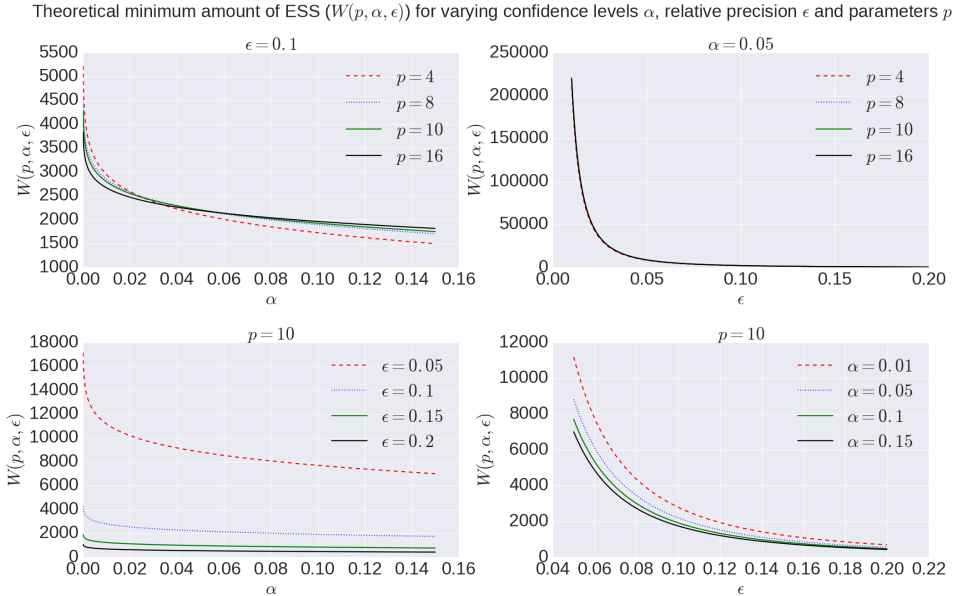 Theoretical minimum amount of ESS (W(p, α, ϵ)) for varying confidence levels α, relative precision ϵ and parameters p
ϵ = 0.1
5500
5000
4500
4000
3500
3000
2500
2000
1500
1000
W(p, α, ϵ)
p = 4
p = 8
p = 10
p = 16
0.00 0.02 0.04 0.06 0.08 0.10 0.12 0.14 0.16
α
α = 0.05
250000
200000
150000
100000
50000
0
W(p, α, ϵ)
p = 4
p = 8
p = 10
p = 16
0.00 0.05 0.10 0.15 0.20
ϵ
p = 10
18000
16000
14000
12000
10000
8000
6000
4000
2000
0
W(p, α, ϵ)
ϵ = 0.05
ϵ = 0.1
ϵ = 0.15
ϵ = 0.2
0.00 0.02 0.04 0.06 0.08 0.10 0.12 0.14 0.16
α
p = 10
12000
10000
8000
6000
4000
2000
0
W(p, α, ϵ)
α = 0.01
α = 0.05
α = 0.1
α = 0.15
0.04 0.06 0.08 0.10 0.12 0.14 0.16 0.18 0.20 0.22
ϵ